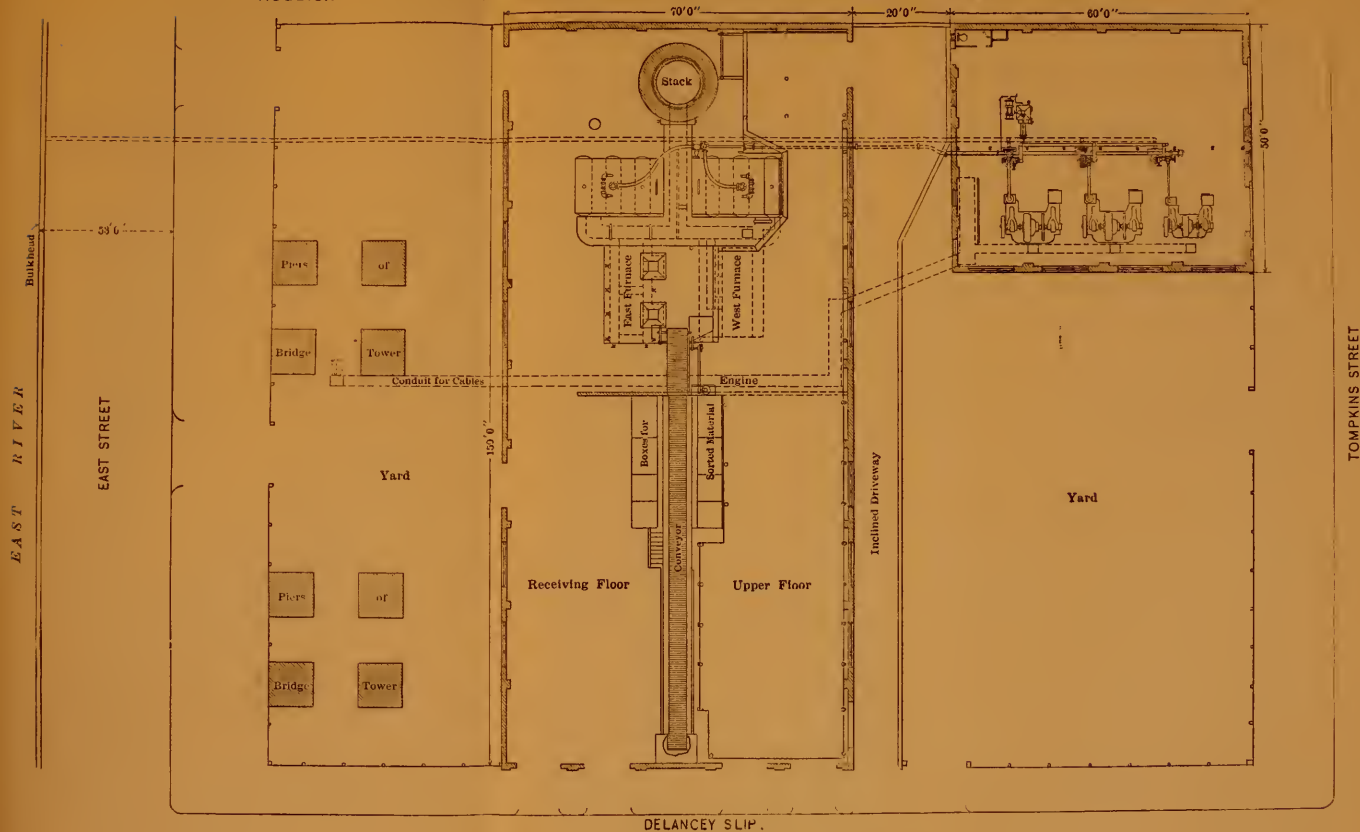 70'0"
20'0"
60'0"
Stack
50'0"
Bulkhead
EAST RIVER
EAST STREET
Piers of
Bridge Tower
East Furnace
West Furnace
Conduit for Cables
Engine
150'0"
Boxes for
Sorted Material
Conveyor
Yard
Receiving Floor
Upper Floor
Inclined Driveway
Yard
TOMPKINS STREET
Piers of
Bridge Tower
DELANCEY SLIP.